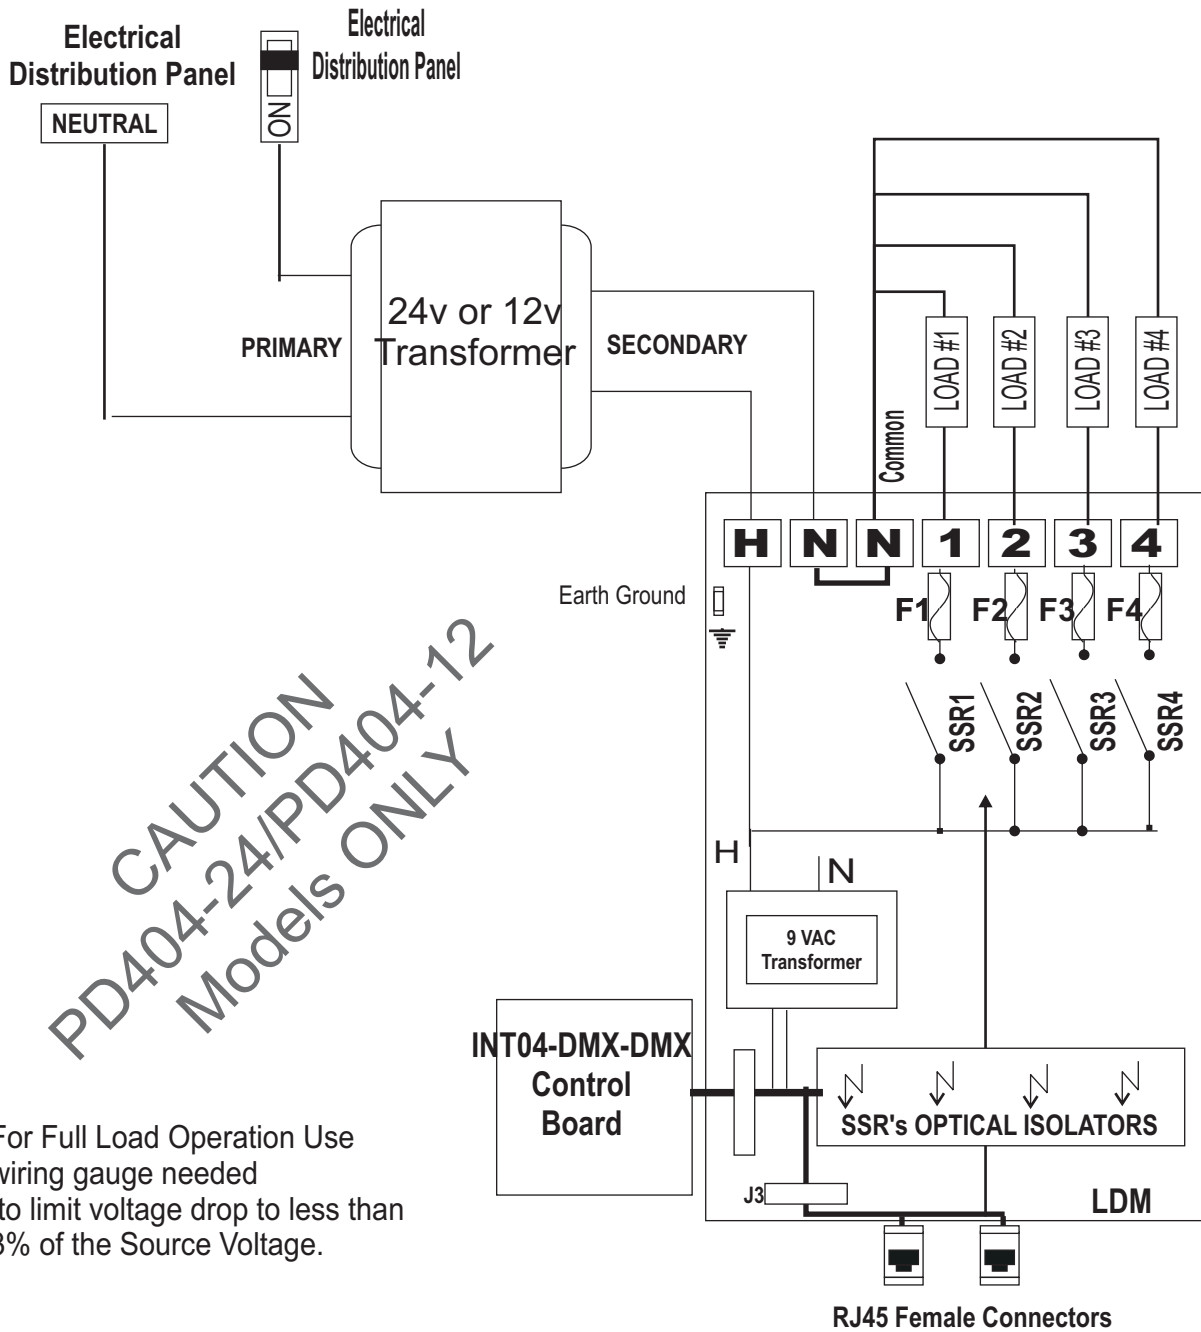 Electrical
Distribution Panel
NEUTRAL
Electrical
Distribution Panel
ON
PRIMARY
24v or 12v
Transformer
SECONDARY
LOAD #1
LOAD #2
LOAD #3
LOAD #4
Common
H
N
N
1
2
3
4
Earth Ground
F1
F2
F3
F4
SSR1
SSR2
SSR3
SSR4
CAUTION
PD404-24/PD404-12
Models ONLY
H
N
9 VAC
Transformer
INT04-DMX-DMX
Control
Board
SSR's OPTICAL ISOLATORS
J3
LDM
For Full Load Operation Use
wiring gauge needed
to limit voltage drop to less than
3% of the Source Voltage.
RJ45 Female Connectors